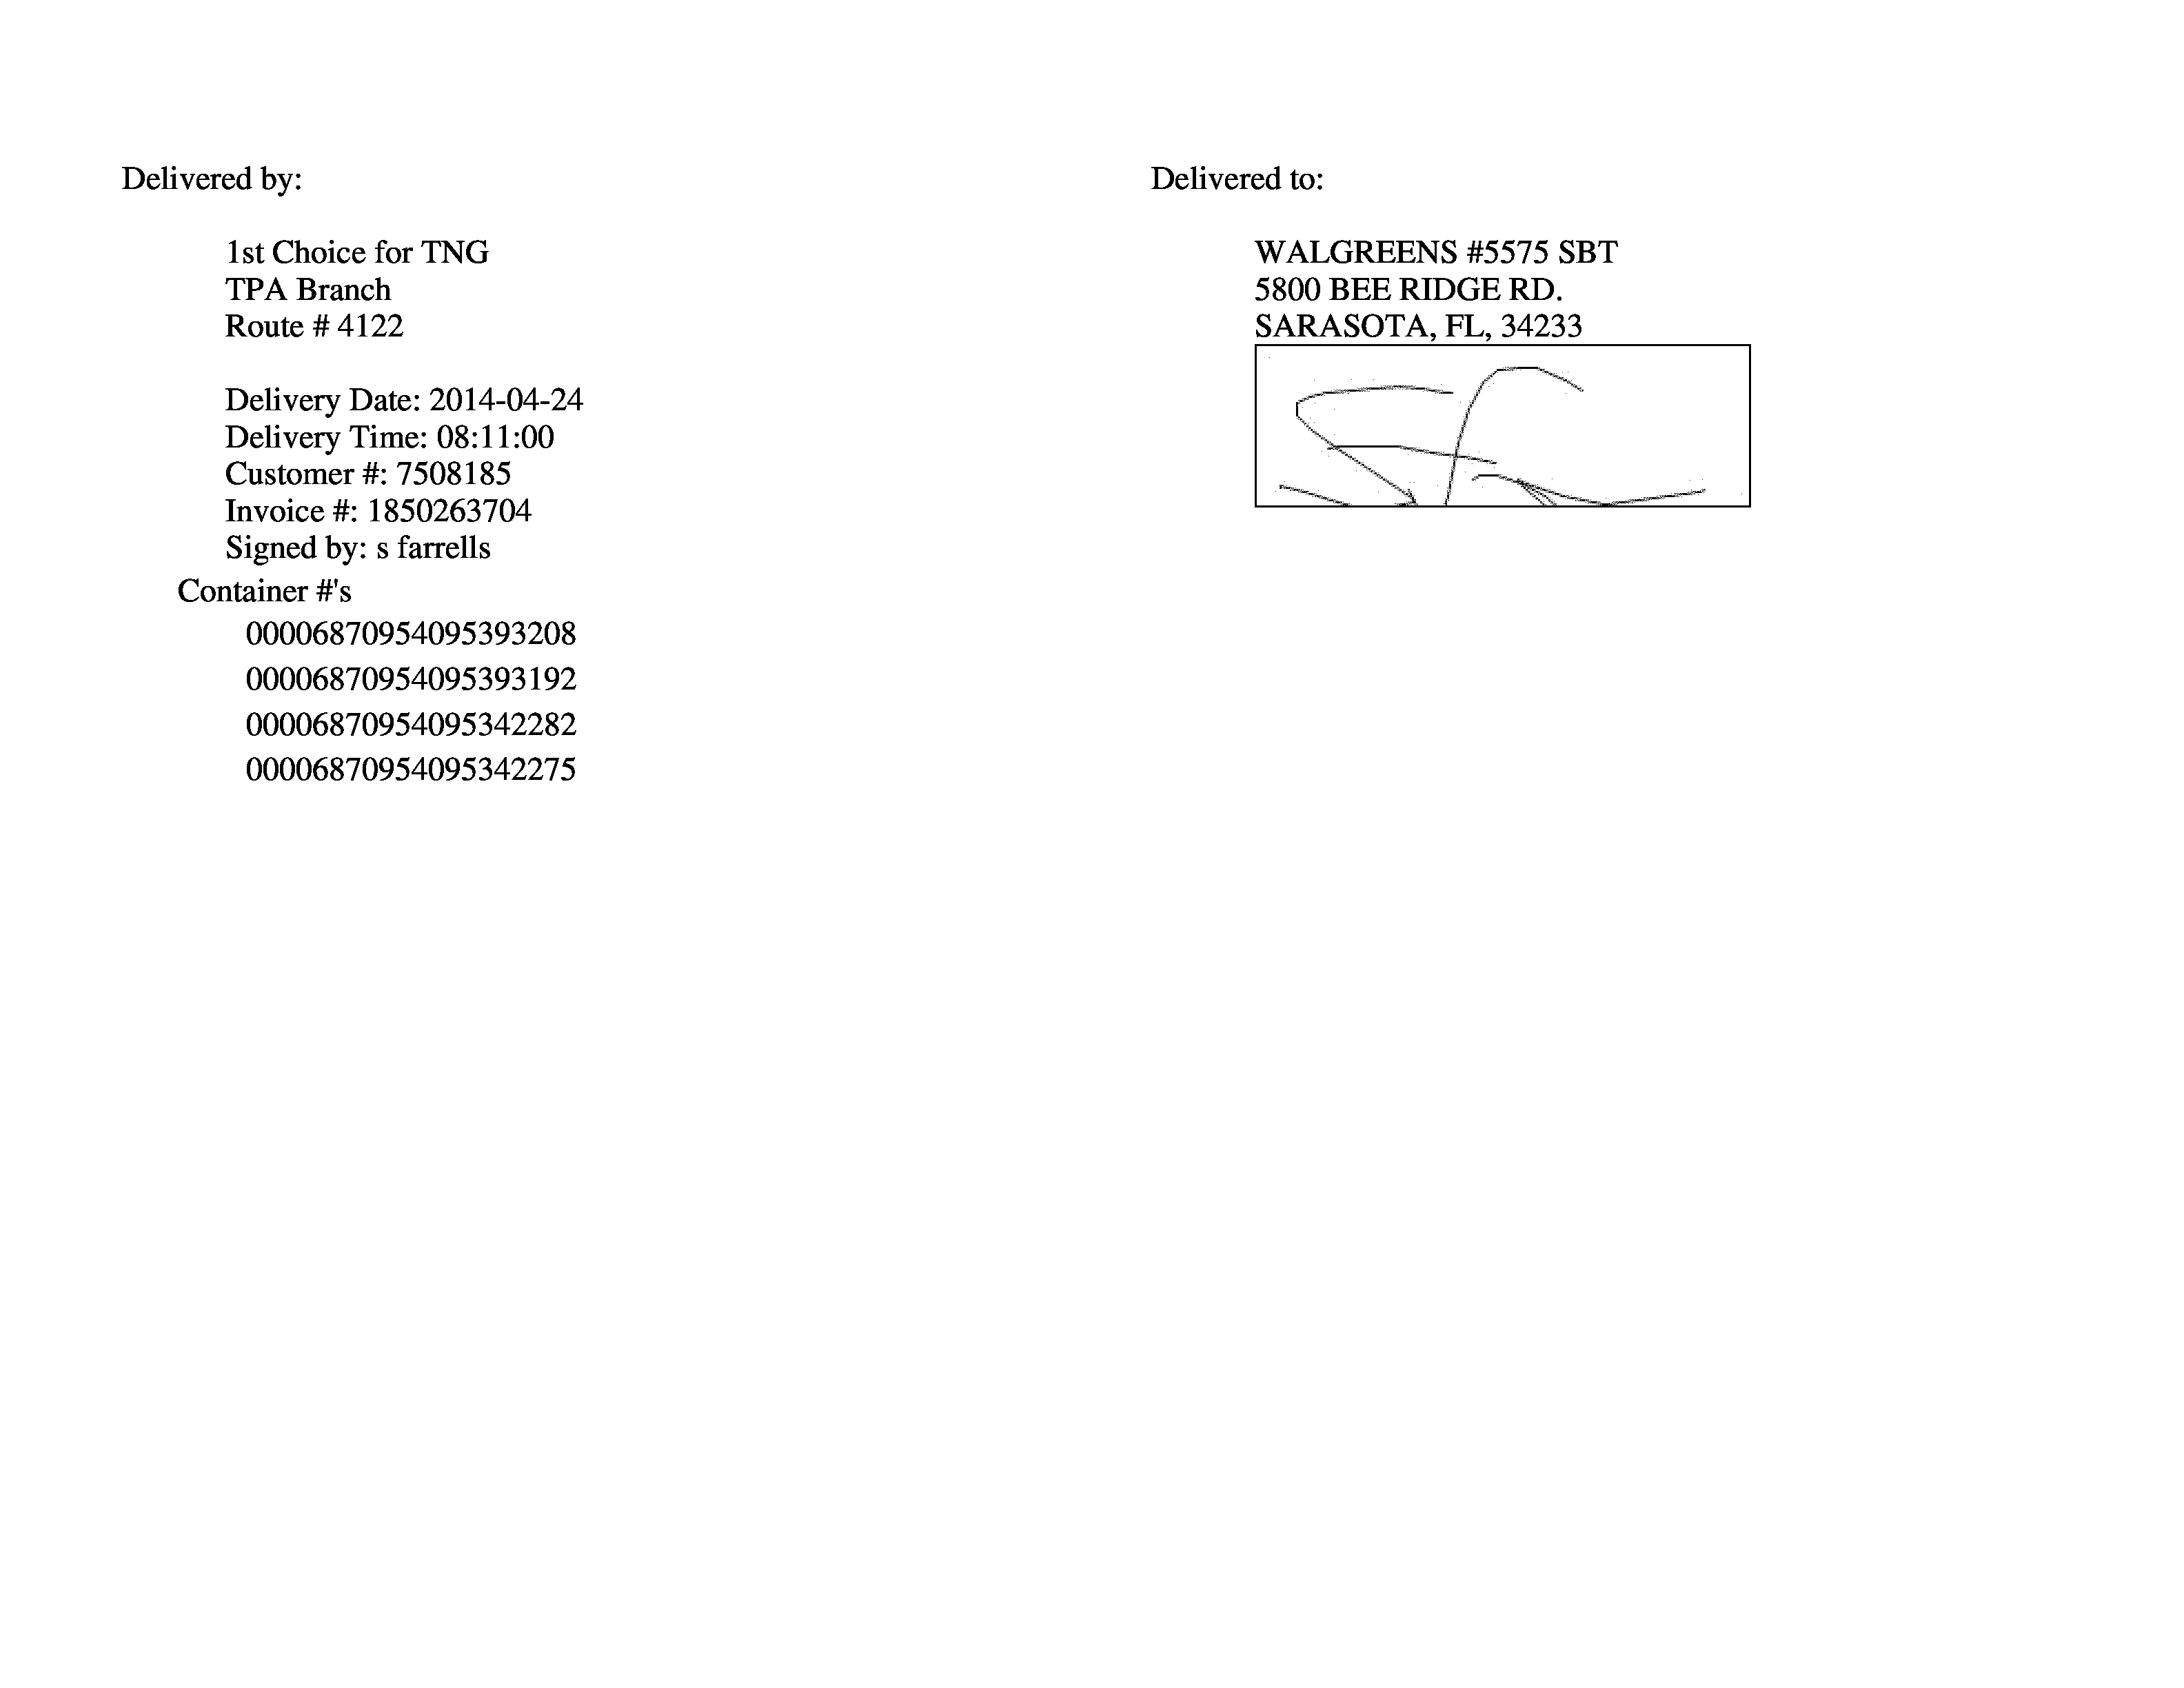 Delivered by:
1st Choice for TNG
TPA Branch
Route # 4122
Delivery Date: 2014-04-24
Delivery Time: 08:11:00
Customer #: 7508185
Invoice #: 1850263704
Signed by: s farrells
Container #'s
00006870954095393208
00006870954095393192
00006870954095342282
00006870954095342275
Delivered to:
WALGREENS #5575 SBT
5800 BEE RIDGE RD.
SARASOTA, FL, 34233